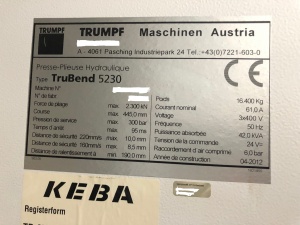 TRUMPF
TRUMPF Maschinen Austria
A - 4061 Pasching Industriepark 24 Tel.:+43(0)7221-603-0
Presse-Plieuse Hydraulique
Type TruBend 5230
Machine N°
N° de fabr.
Force de pliage max. 2.300 kN
Course max. 445,0 mm
Pression de service max. 300 bar
Temps d'arrêt max. 95 ms
Distance de sécurité 220mm/s max. 10,0 mm
Distance de sécurité 160mm/s max. 8,5 mm
Distance de ralentissement à min. 190,0 mm
Poids 16.400 Kg
Courant nominal 61,0 A
Voltage 3x400 V
Fréquence 50 Hz
Puissance absorbée 42,0 kVA
Tension de commande 24 V=
Raccordement d'air comprimé 6,0 bar
Année de construction 04-2012
CE
KEBA
Registerform